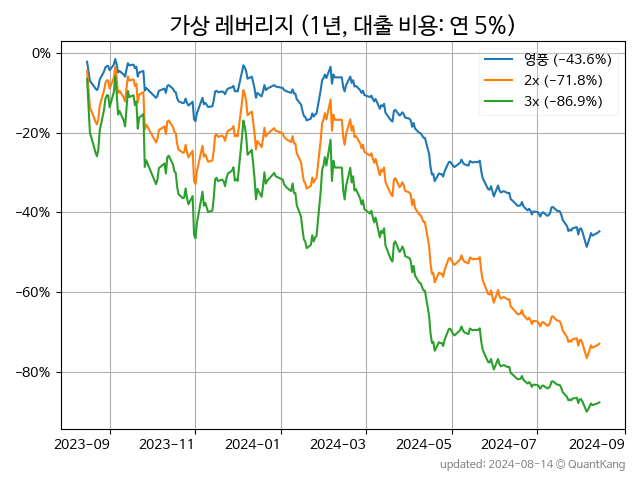 가상 레버리지 (1년, 대출 비용: 연 5%)
영풍 (−43.6%)
2x (−71.8%)
3x (−86.9%)
0%
−20%
−40%
−60%
−80%
2023−09 2023−11 2024−01 2024−03 2024−05 2024−07 2024−09
updated: 2024−08−14 © QuantKang